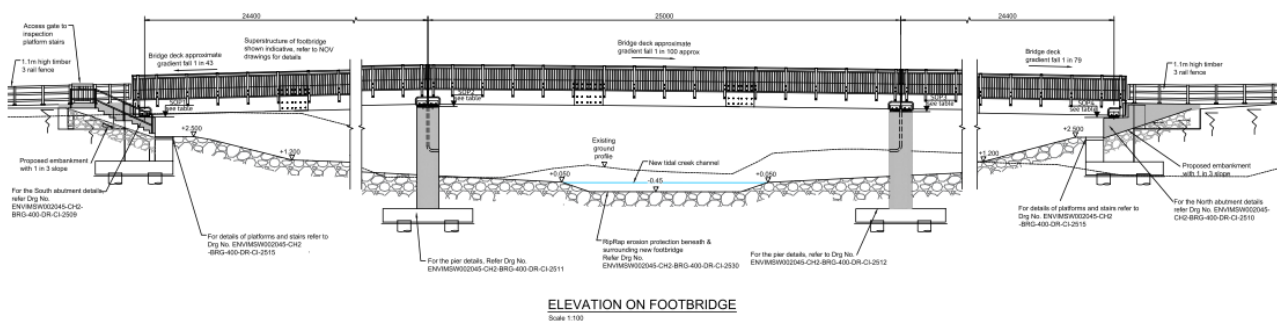 24400
25000
24400
Access gate to
inspection
platform stairs
1.1m high timber
3 rail fence
Bridge deck approximate
gradient fall 1 in 43
Superstructure of footbridge
shown indicative, refer to NOV
drawings for details
Bridge deck approximate
gradient fall 1 in 100 approx
Bridge deck
gradient fall 1 in 79
1.1m high timber
3 rail fence
see table
see table
see table
see table
+2.500
+1.200
Existing
ground
profile
New tidal creek channel
+0.050
-0.45
+0.050
+2.500
+1.200
Proposed embankment
with 1 in 3 slope
For the South abutment details
refer Drg No.
ENVIMSW002045-CH2-
BRG-400-DR-CI-2509
For details of platforms and stairs refer to
Drg No. ENVIMSW002045-CH2
-BRG-400-DR-CI-2515
For the pier details, Refer Drg No.
ENVIMSW002045-CH2-BRG-400-DR-CI-2511
RipRap erosion protection beneath &
surrounding new footbridge
Refer Drg No.
ENVIMSW002045-CH2-BRG-400-DR-CI-2530
For the pier details, refer to Drg No.
ENVIMSW002045-CH2-BRG-400-DR-CI-2512
For details of platforms and stairs refer to
Drg No. ENVIMSW002045-CH2
-BRG-400-DR-CI-2515
Proposed embankment
with 1 in 3 slope
For the North abutment details
refer Drg No. ENVIMSW002045-
CH2-BRG-400-DR-CI-2510
ELEVATION ON FOOTBRIDGE
Scale 1:100